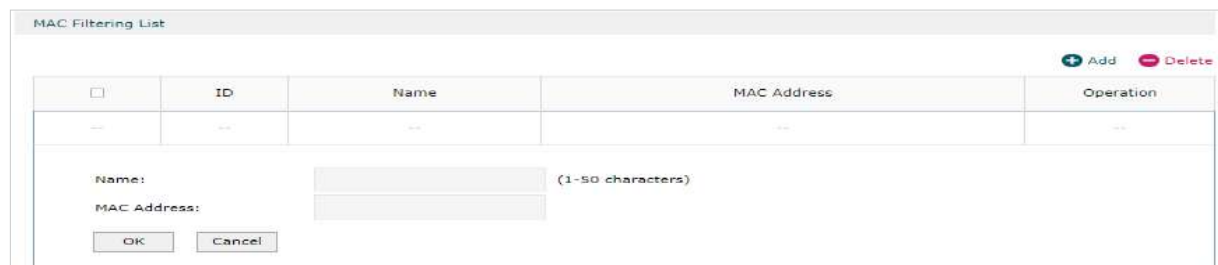 MAC Filtering List
Add Delete
ID Name MAC Address Operation
-- -- -- -- --
Name: (1-50 characters)
MAC Address:
OK Cancel